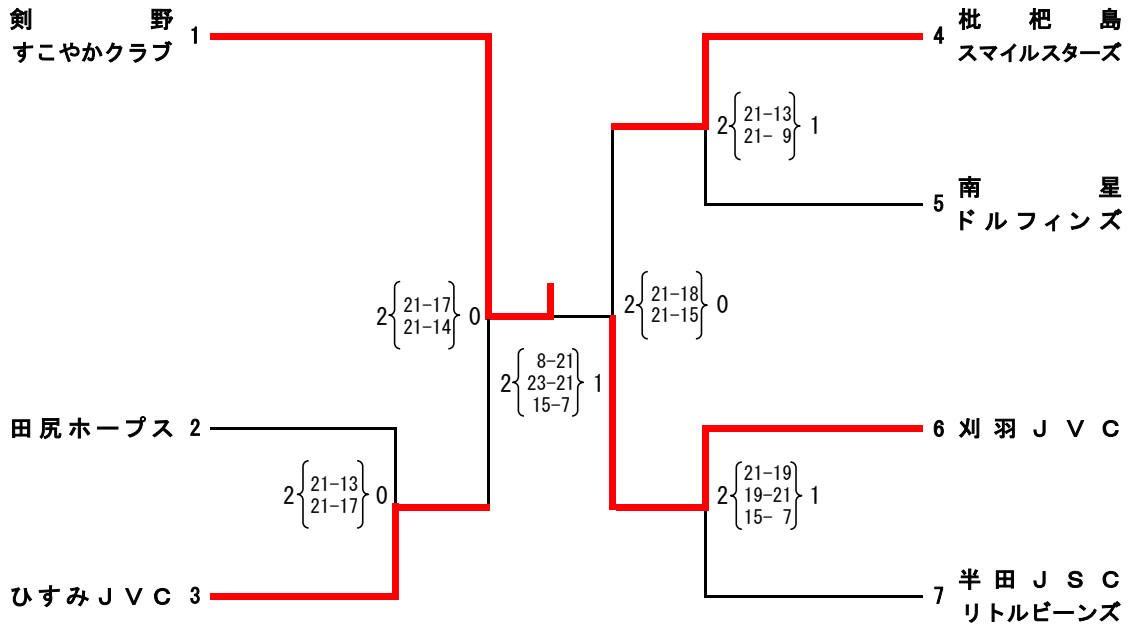 剣野 1
すこやかクラブ
4 枇杷島
スマイルスターズ
2 21-13 1
21- 9
5 南星
ドルフィンズ
2 21-17 0
21-14
2 21-18 0
21-15
2 8-21 1
23-21
15-7
田尻ホープス 2
6 刈羽JVC
2 21-13 0
21-17
2 21-19 1
19-21
15- 7
ひすみJVC 3
7 半田JSC
リトルビーンズ